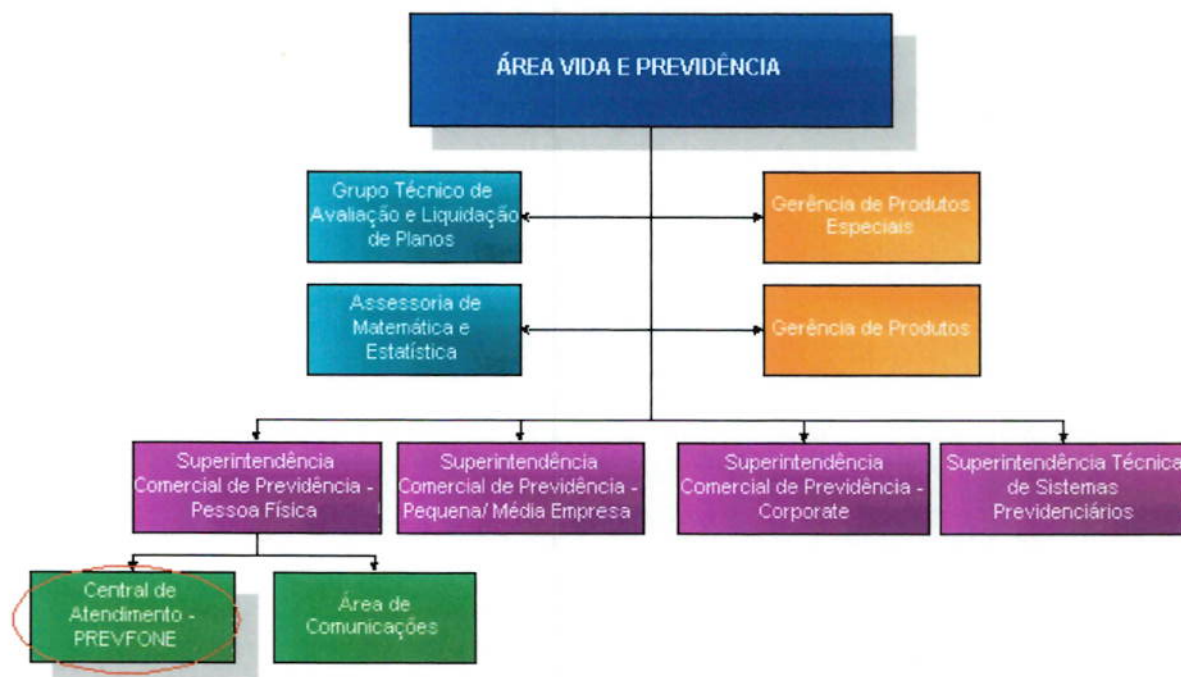 ÁREA VIDA E PREVIDÊNCIA
Grupo Técnico de
Avaliação e Liquidação
de Planos
Gerência de Produtos
Especiais
Assessoria de
Matemática e
Estatística
Gerência de Produtos
Superintendência
Comercial de Previdência -
Pessoa Física
Superintendência
Comercial de Previdência -
Pequena/ Média Empresa
Superintendência
Comercial de Previdência -
Corporate
Superintendência Técnica
de Sistemas
Previdenciários
Central de
Atendimento -
PREVFONE
Área de
Comunicações